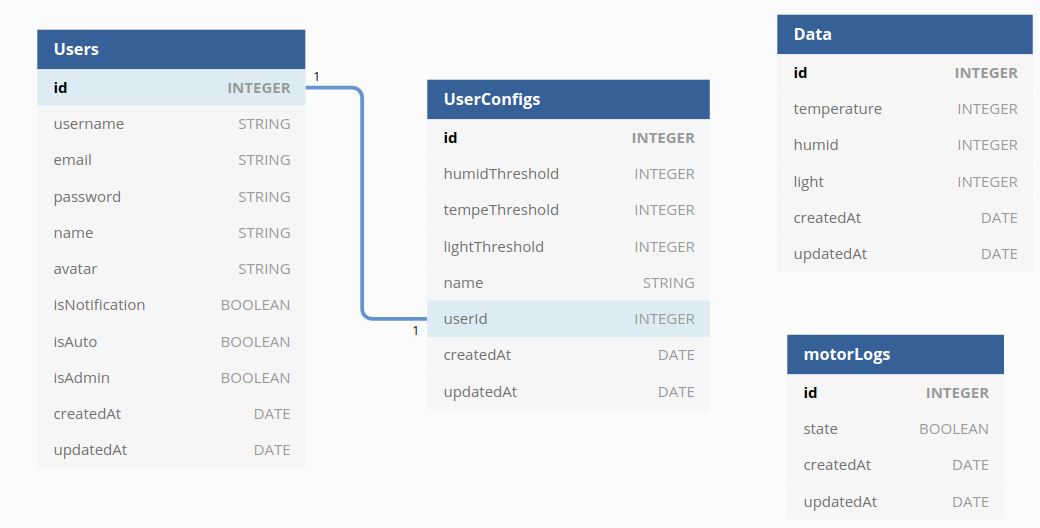 Users
id INTEGER
username STRING
email STRING
password STRING
name STRING
avatar STRING
isNotification BOOLEAN
isAuto BOOLEAN
isAdmin BOOLEAN
createdAt DATE
updatedAt DATE
1
1
UserConfigs
id INTEGER
humidThreshold INTEGER
tempeThreshold INTEGER
lightThreshold INTEGER
name STRING
userId INTEGER
createdAt DATE
updatedAt DATE
Data
id INTEGER
temperature INTEGER
humid INTEGER
light INTEGER
createdAt DATE
updatedAt DATE
motorLogs
id INTEGER
state BOOLEAN
createdAt DATE
updatedAt DATE